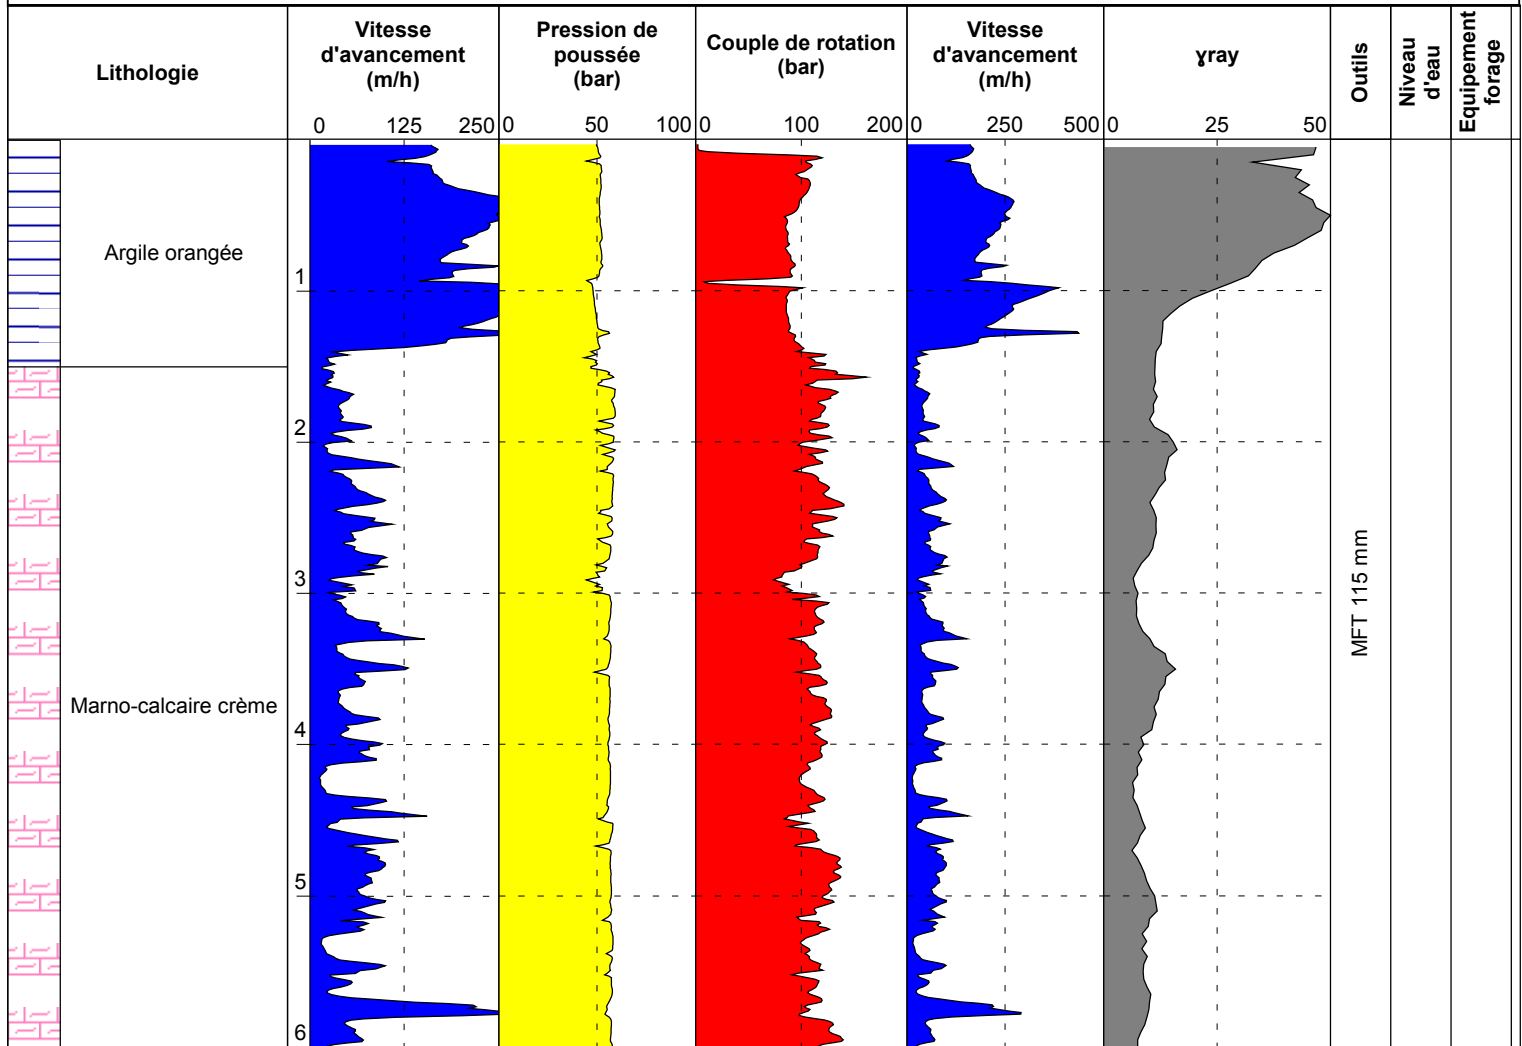 Lithologie
Vitesse
d'avancement
(m/h)
0 125 250
Pression de
poussée
(bar)
0 50 100
Couple de rotation
(bar)
0 100 200
Vitesse
d'avancement
(m/h)
0 250 500
ɣray
0 25 50
Outils
Niveau
d'eau
Equipement
forage
Argile orangée
1
2
3
Marno-calcaire crème
4
5
6
MFT 115 mm